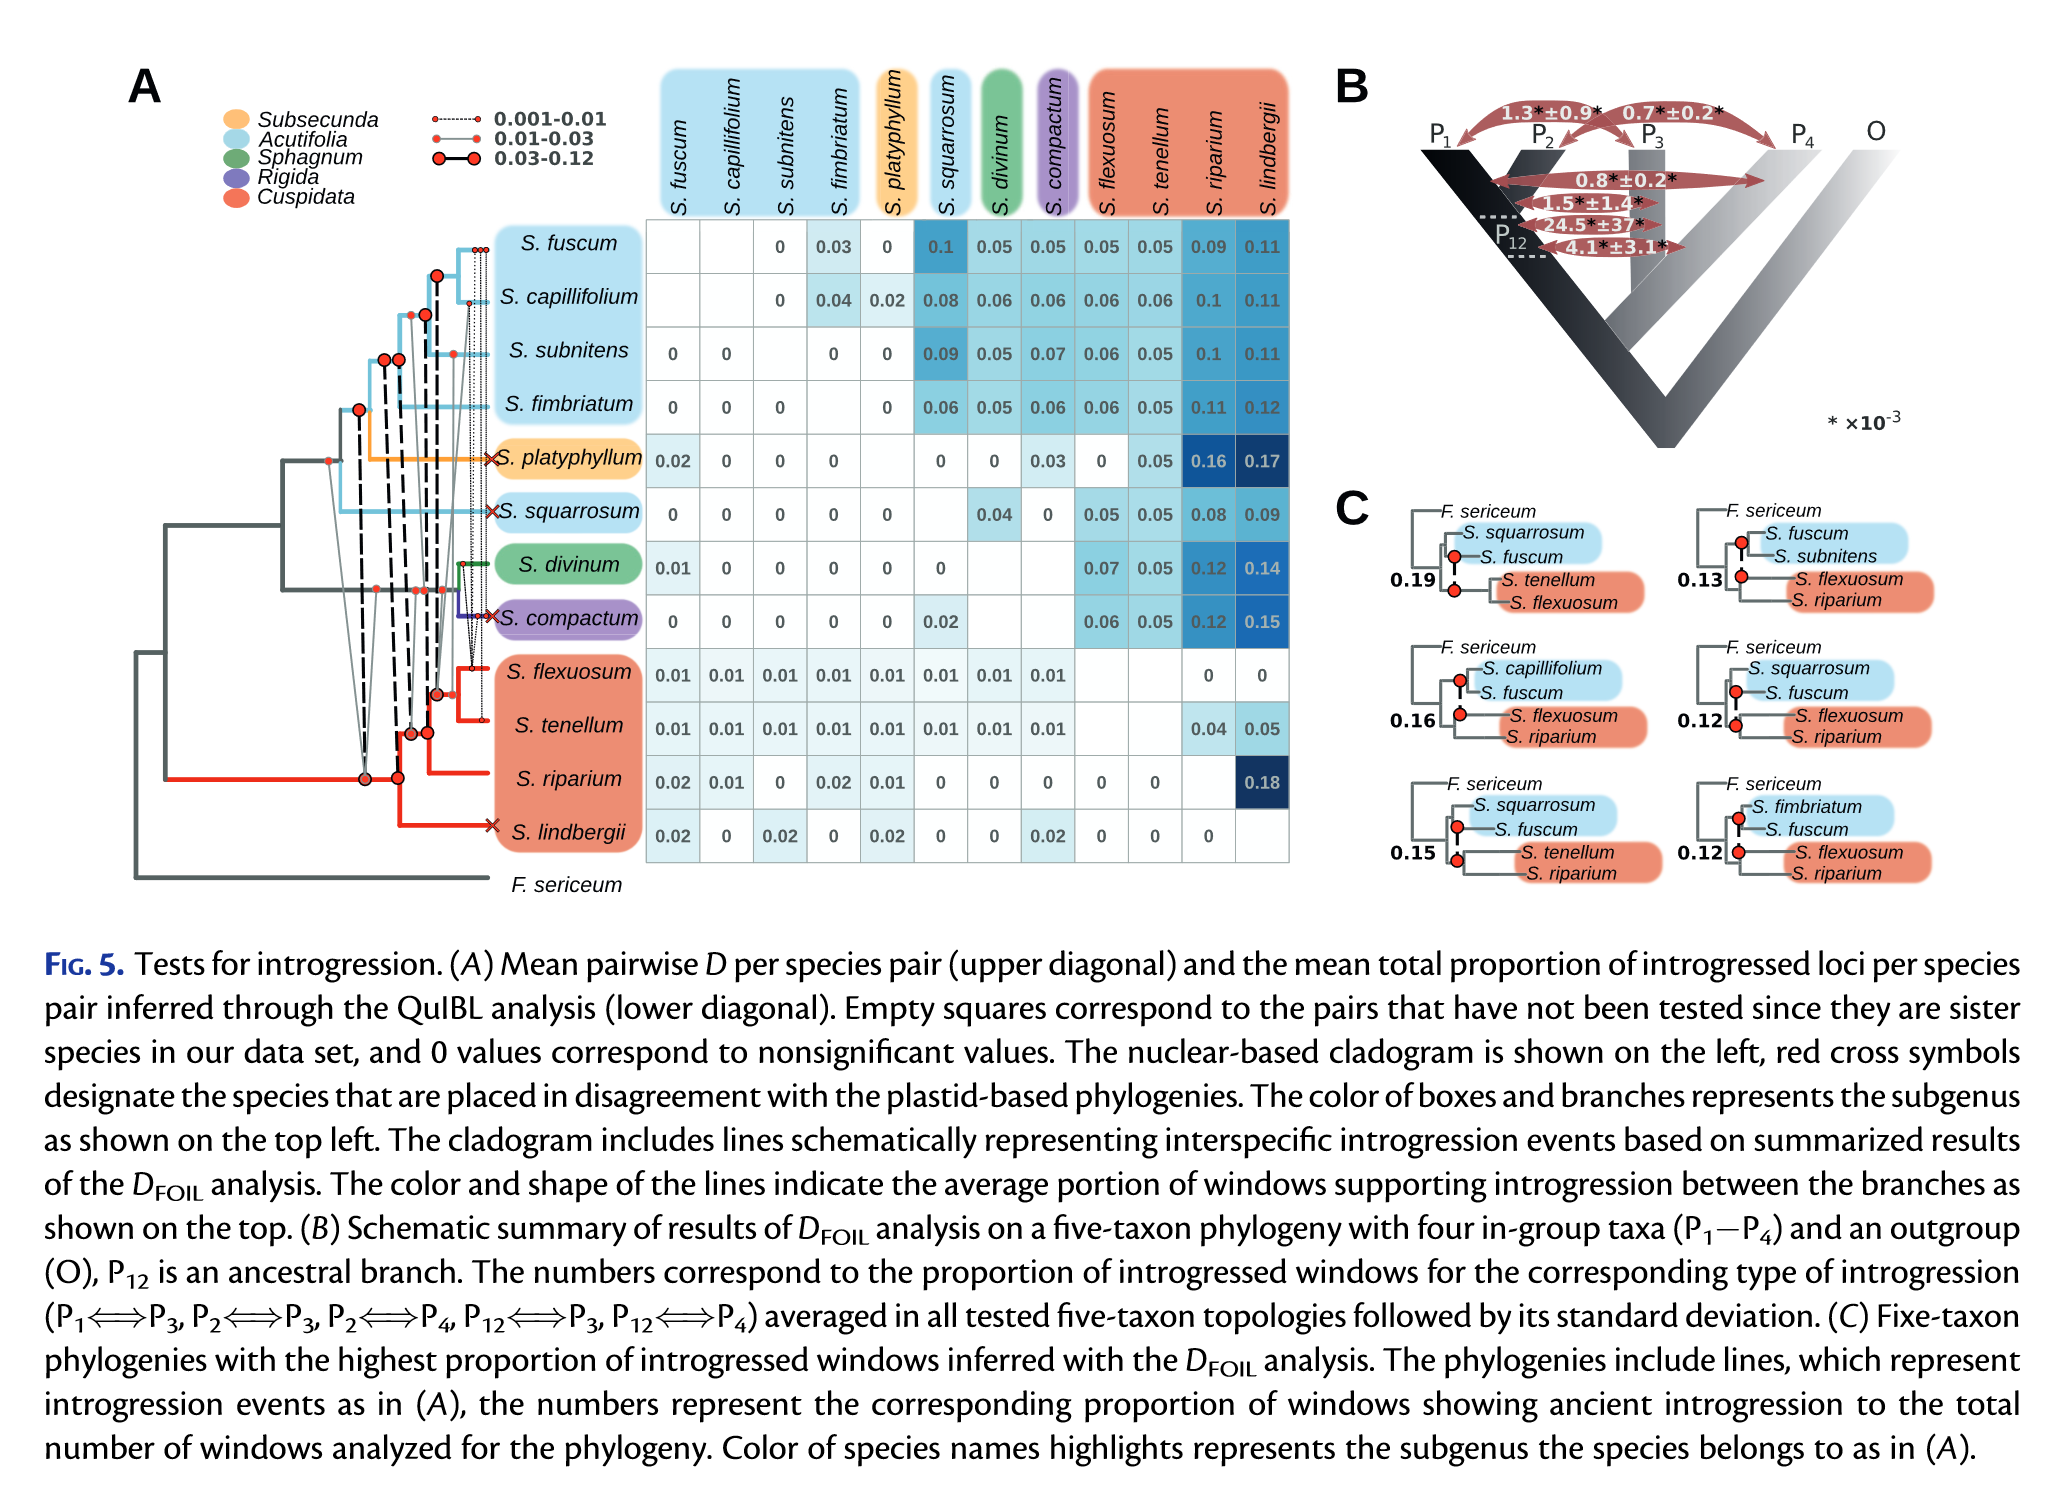 A
Subsecunda
Acutifolia
Sphagnum
Rigida
Cuspidata
0.001-0.01
0.01-0.03
0.03-0.12
S. fuscum
S. capillifolium
S. subnitens
S. fimbriatum
S. platyphyllum
S. squarrosum
S. divinum
S. compactum
S. flexuosum
S. tenellum
S. riparium
S. lindbergii
S. fuscum 0 0.03 0 0.1 0.05 0.05 0.05 0.05 0.09 0.11
S. capillifolium 0 0.04 0.02 0.08 0.06 0.06 0.06 0.06 0.1 0.11
S. subnitens 0 0 0 0 0.09 0.05 0.07 0.06 0.05 0.1 0.11
S. fimbriatum 0 0 0 0 0.06 0.05 0.06 0.06 0.05 0.11 0.12
S. platyphyllum 0.02 0 0 0 0 0 0.03 0 0.05 0.16 0.17
S. squarrosum 0 0 0 0 0 0.04 0 0.05 0.05 0.08 0.09
S. divinum 0.01 0 0 0 0 0 0.07 0.05 0.12 0.14
S. compactum 0 0 0 0 0 0.02 0.06 0.05 0.12 0.15
S. flexuosum 0.01 0.01 0.01 0.01 0.01 0.01 0.01 0.01 0 0
S. tenellum 0.01 0.01 0.01 0.01 0.01 0.01 0.01 0.01 0.04 0.05
S. riparium 0.02 0.01 0 0.02 0.01 0 0 0 0 0 0.18
S. lindbergii 0.02 0 0.02 0 0.02 0 0 0.02 0 0 0
F. sericeum
B
1.3*±0.9* 0.7*±0.2*
P1 P2 P3 P4 O
0.8*±0.2*
1.5*±1.4*
24.5*±37*
P12
4.1*±3.1*
* ×10-3
C
F. sericeum
S. squarrosum
S. fuscum
0.19
S. tenellum
S. flexuosum
F. sericeum
S. fuscum
S. subnitens
0.13
S. flexuosum
S. riparium
F. sericeum
S. capillifolium
S. fuscum
0.16
S. flexuosum
S. riparium
F. sericeum
S. squarrosum
S. fuscum
0.12
S. flexuosum
S. riparium
F. sericeum
S. squarrosum
S. fuscum
0.15
S. tenellum
S. riparium
F. sericeum
S. fimbriatum
S. fuscum
0.12
S. flexuosum
S. riparium
FIG. 5. Tests for introgression. (A) Mean pairwise D per species pair (upper diagonal) and the mean total proportion of introgressed loci per species
pair inferred through the QuIBL analysis (lower diagonal). Empty squares correspond to the pairs that have not been tested since they are sister
species in our data set, and 0 values correspond to nonsignificant values. The nuclear-based cladogram is shown on the left, red cross symbols
designate the species that are placed in disagreement with the plastid-based phylogenies. The color of boxes and branches represents the subgenus
as shown on the top left. The cladogram includes lines schematically representing interspecific introgression events based on summarized results
of the DFOIL analysis. The color and shape of the lines indicate the average portion of windows supporting introgression between the branches as
shown on the top. (B) Schematic summary of results of DFOIL analysis on a five-taxon phylogeny with four in-group taxa (P1–P4) and an outgroup
(O), P12 is an ancestral branch. The numbers correspond to the proportion of introgressed windows for the corresponding type of introgression
(P1⟺P3, P2⟺P3, P2⟺P4, P12⟺P3, P12⟺P4) averaged in all tested five-taxon topologies followed by its standard deviation. (C) Fixe-taxon
phylogenies with the highest proportion of introgressed windows inferred with the DFOIL analysis. The phylogenies include lines, which represent
introgression events as in (A), the numbers represent the corresponding proportion of windows showing ancient introgression to the total
number of windows analyzed for the phylogeny. Color of species names highlights represents the subgenus the species belongs to as in (A).